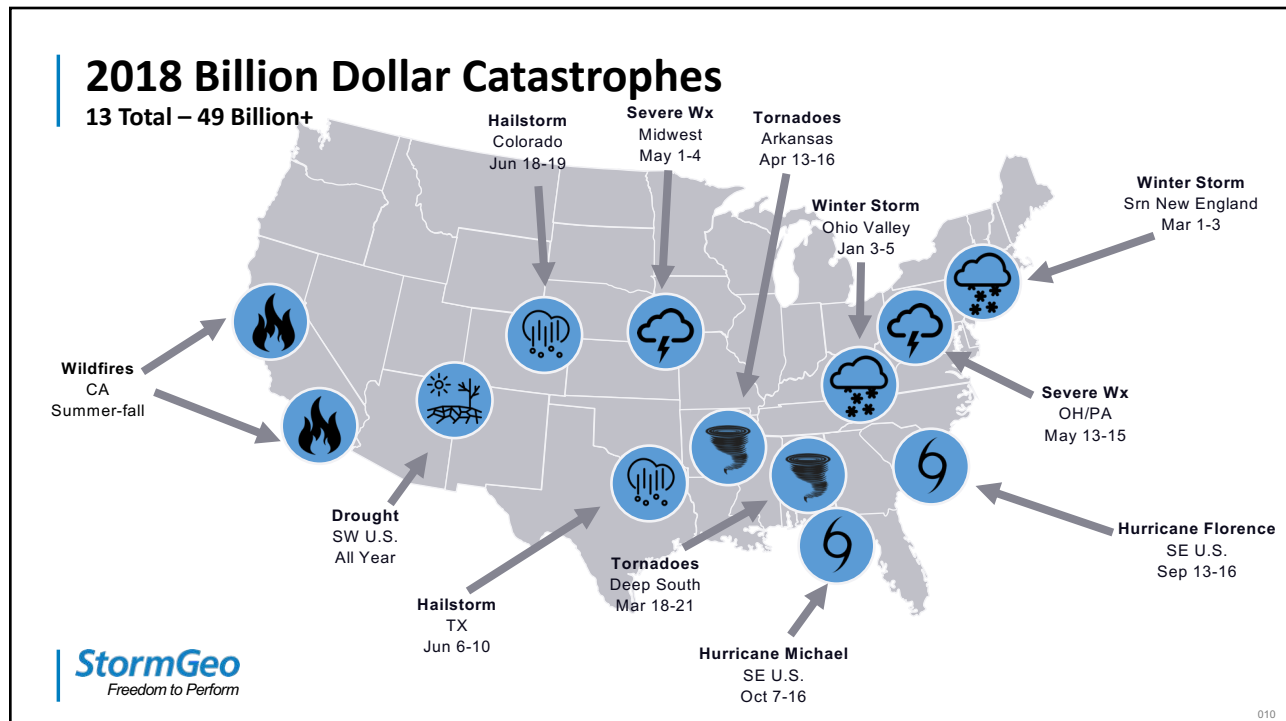 2018 Billion Dollar Catastrophes
13 Total – 49 Billion+
Hailstorm
Colorado
Jun 18-19
Severe Wx
Midwest
May 1-4
Tornadoes
Arkansas
Apr 13-16
Winter Storm
Ohio Valley
Jan 3-5
Winter Storm
Srn New England
Mar 1-3
Wildfires
CA
Summer-fall
Severe Wx
OH/PA
May 13-15
Drought
SW U.S.
All Year
Hailstorm
TX
Jun 6-10
Tornadoes
Deep South
Mar 18-21
Hurricane Florence
SE U.S.
Sep 13-16
Hurricane Michael
SE U.S.
Oct 7-16
StormGeo
Freedom to Perform
010